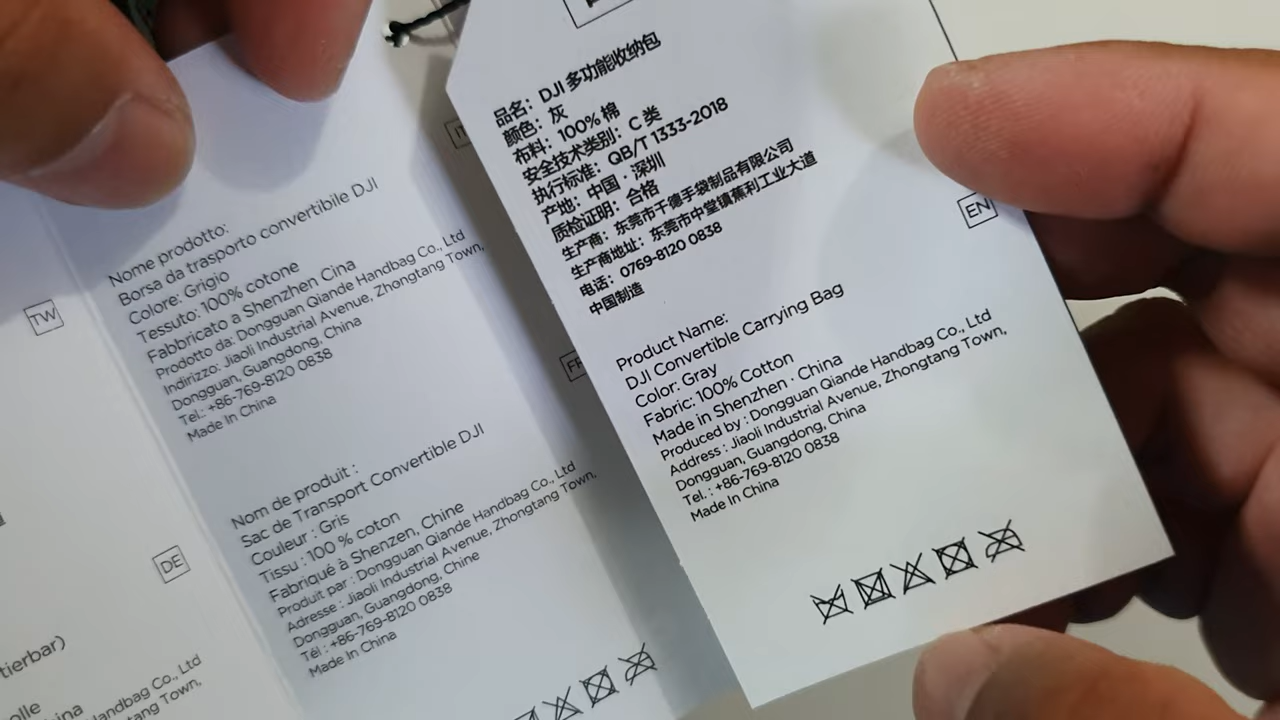 品名：DJI 多功能收纳包
颜色：灰
布料：100% 棉
安全技术类别：C 类
执行标准：QB/T 1333-2018
产地：中国 · 深圳
质检证明：合格
生产商：东莞市千德手袋制品有限公司
生产商地址：东莞市中堂镇蕉利工业大道
电话：0769-8120 0838
中国制造
EN
Product Name:
DJI Convertible Carrying Bag
Color: Gray
Fabric: 100% Cotton
Made in Shenzhen · China
Produced by : Dongguan Qiande Handbag Co., Ltd
Address : Jiaoli Industrial Avenue, Zhongtang Town,
Dongguan, Guangdong, China
Tel. : +86-769-8120 0838
Made In China
Nome prodotto:
Borsa da trasporto convertibile DJI
Colore: Grigio
Tessuto: 100% cotone
Fabbricato a Shenzhen Cina
Prodotto da: Dongguan Qiande Handbag Co., Ltd
Indirizzo: Jiaoli Industrial Avenue, Zhongtang Town,
Dongguan, Guangdong, China
Tel.: +86-769-8120 0838
Made In China
FR
Nom de produit :
Sac de Transport Convertible DJI
Couleur : Gris
Tissu : 100 % coton
Fabriqué à Shenzen, Chine
Produit par : Dongguan Qiande Handbag Co., Ltd
Adresse : Jiaoli Industrial Avenue, Zhongtang Town,
Dongguan, Guangdong, China
Tél : +86-769-8120 0838
Made In China
TW
DE
tierbar)
olle
hina
Handbag Co., Ltd
tang Town,